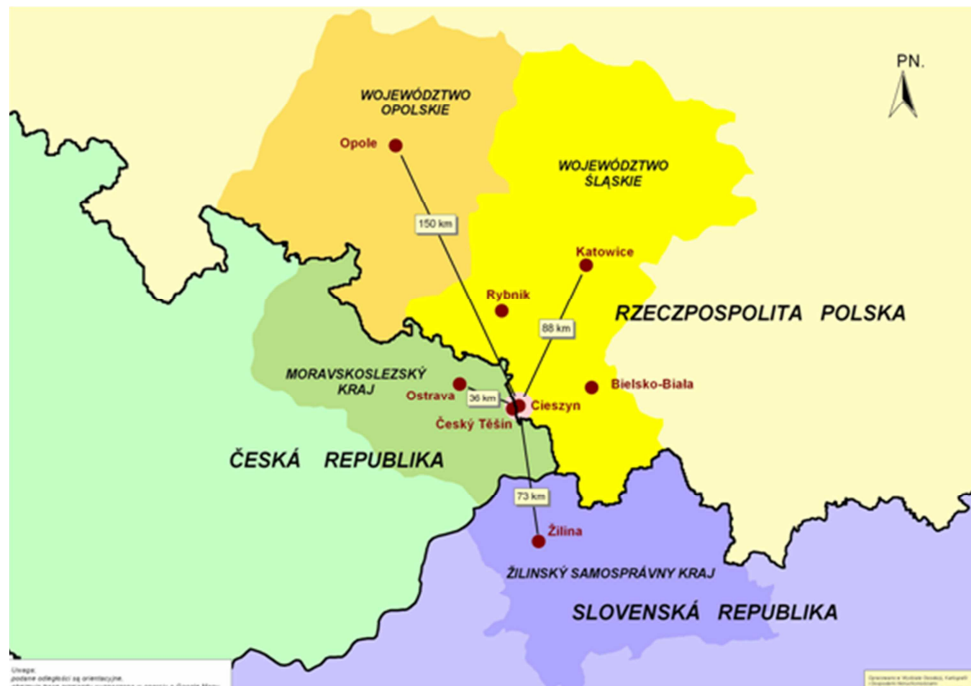 PN.
WOJEWÓDZTWO
OPOLSKIE
Opole
WOJEWÓDZTWO
ŚLĄSKIE
150 km
Katowice
Rybnik
RZECZPOSPOLITA POLSKA
88 km
MORAVSKOSLEZSKÝ
KRAJ
Bielsko-Biała
Ostrava
36 km
Cieszyn
Český Těšín
ČESKÁ REPUBLIKA
73 km
Žilina
ŽILINSKÝ SAMOSPRÁVNY KRAJ
SLOVENSKÁ REPUBLIKA
Uwaga:
podane odległości są orientacyjne,